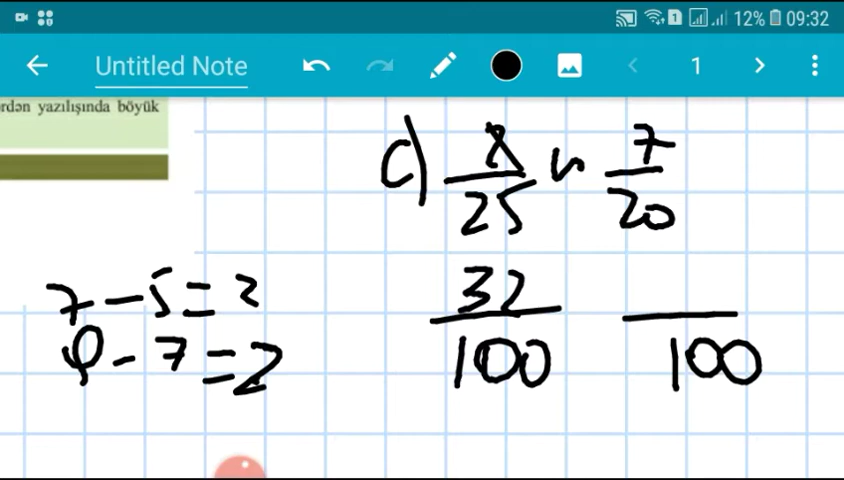 12% 09:32
Untitled Note 1
rdən yazılışında böyük
c) 8/25 və 7/20
32/100 /100
7 - 5 = 2
9 - 7 = 2